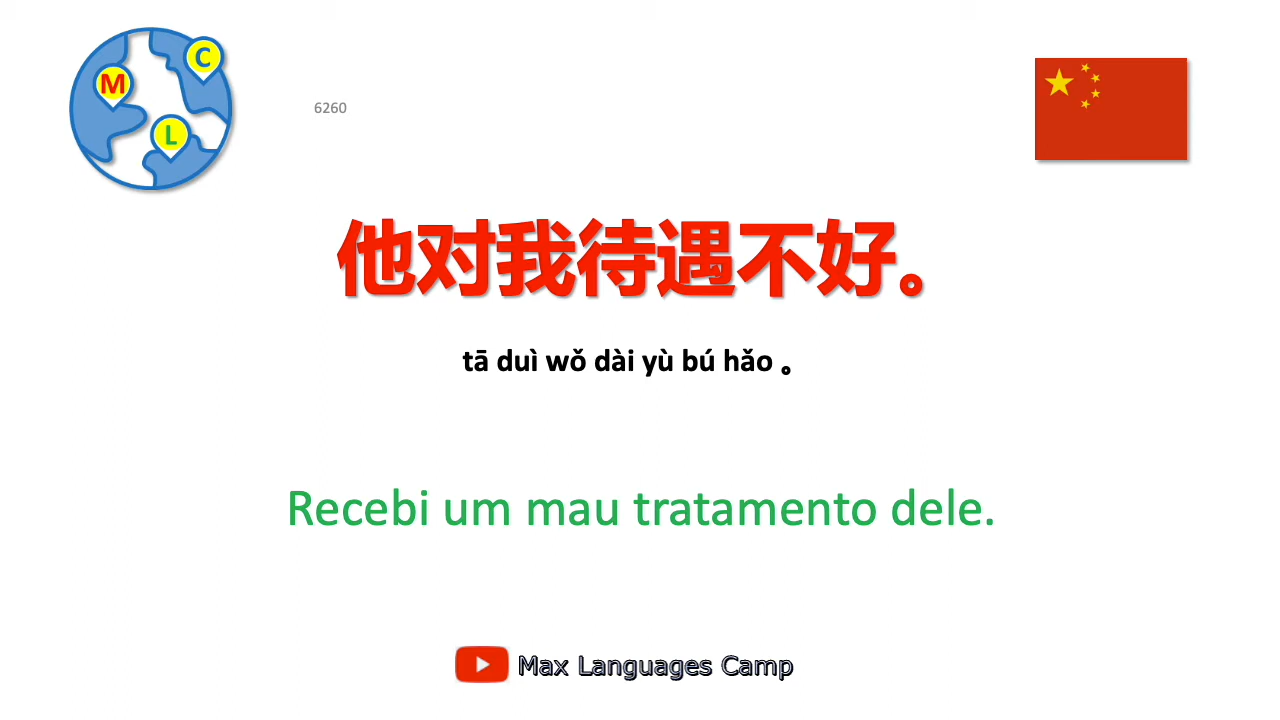 C
M
L
6260
他对我待遇不好。
tā duì wǒ dài yù bú hǎo 。
Recebi um mau tratamento dele.
Max Languages Camp